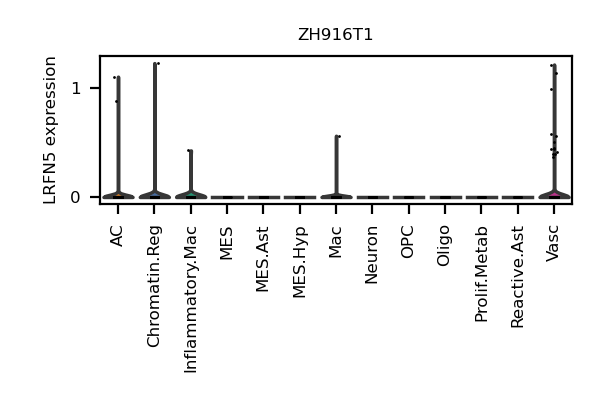 ZH916T1
LRFN5 expression
1
0
AC
Chromatin.Reg
Inflammatory.Mac
MES
MES.Ast
MES.Hyp
Mac
Neuron
OPC
Oligo
Prolif.Metab
Reactive.Ast
Vasc